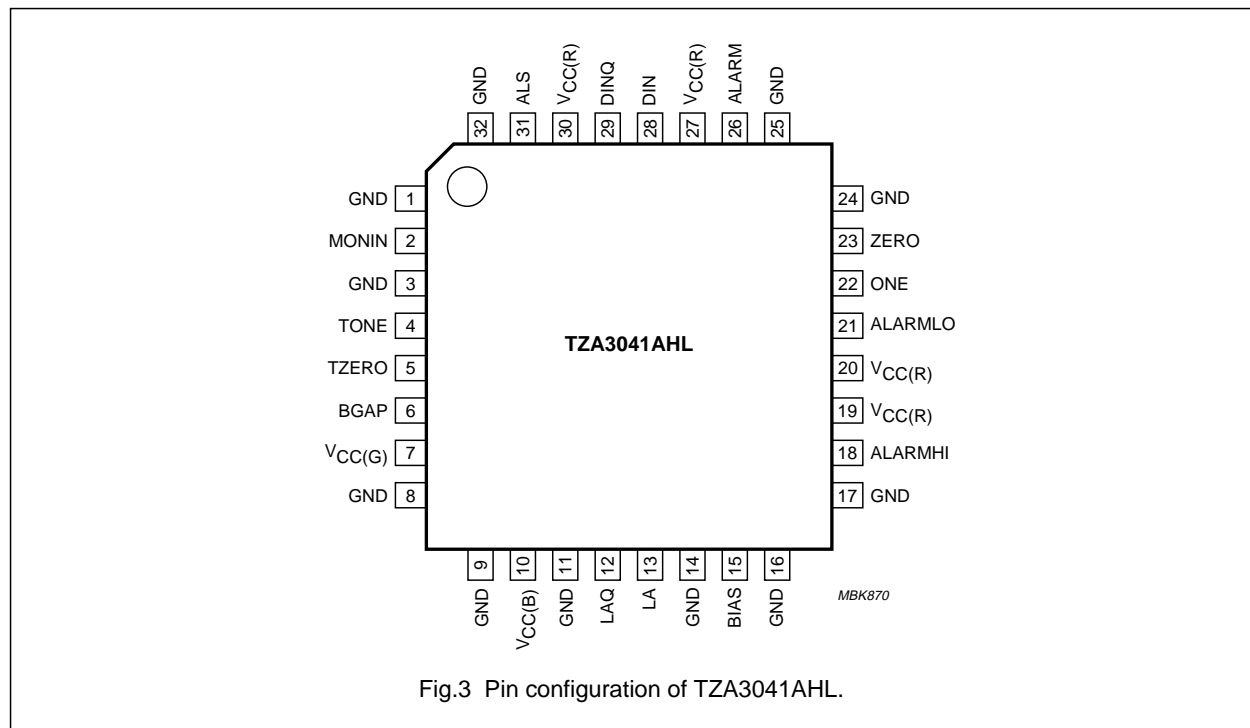 GND 32
ALS 31
VCC(R) 30
DINQ 29
DIN 28
VCC(R) 27
ALARM 26
GND 25
GND 1
MONIN 2
GND 3
TONE 4
TZERO 5
BGAP 6
VCC(G) 7
GND 8
TZA3041AHL
24 GND
23 ZERO
22 ONE
21 ALARMLO
20 VCC(R)
19 VCC(R)
18 ALARMHI
17 GND
9 GND
10 VCC(B)
11 GND
12 LAQ
13 LA
14 GND
15 BIAS
16 GND
MBK870
Fig.3 Pin configuration of TZA3041AHL.